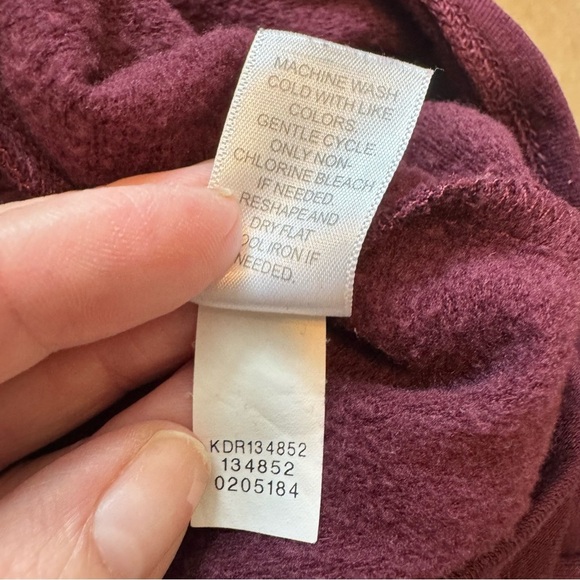 MACHINE WASH
COLD WITH LIKE
COLORS.
GENTLE CYCLE.
ONLY NON-
CHLORINE BLEACH
IF NEEDED.
RESHAPE AND
DRY FLAT
OOL IRON IF
NEEDED.
KDR134852
134852
0205184